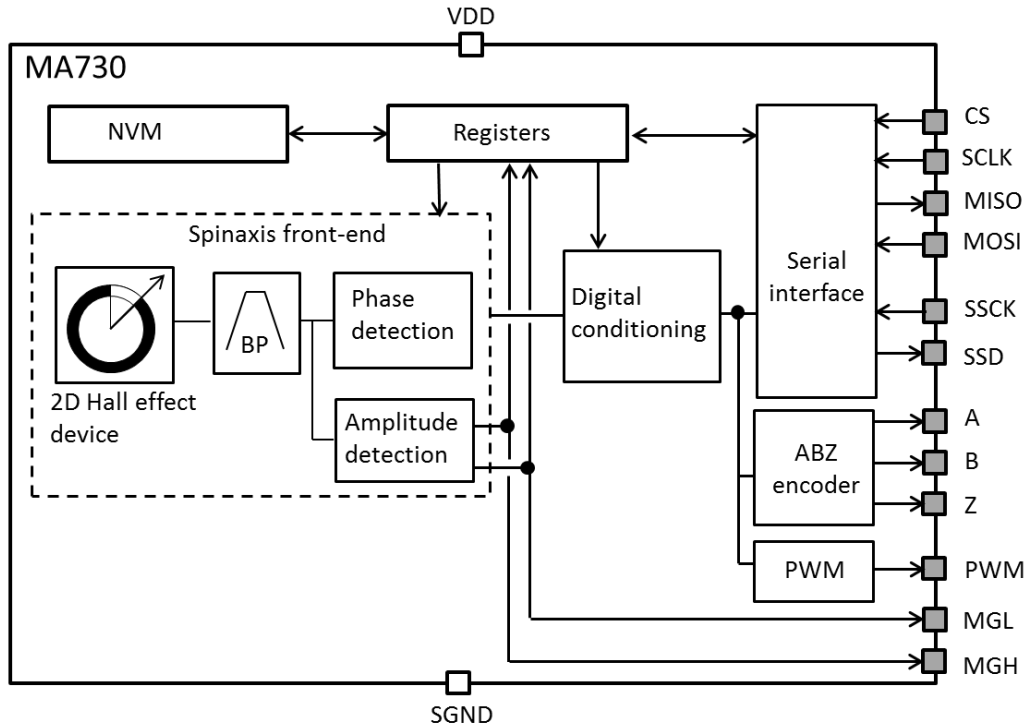 VDD
MA730
NVM
Registers
Spinaxis front-end
2D Hall effect
device
BP
Phase
detection
Amplitude
detection
Digital
conditioning
Serial
interface
ABZ
encoder
PWM
CS
SCLK
MISO
MOSI
SSCK
SSD
A
B
Z
PWM
MGL
MGH
SGND